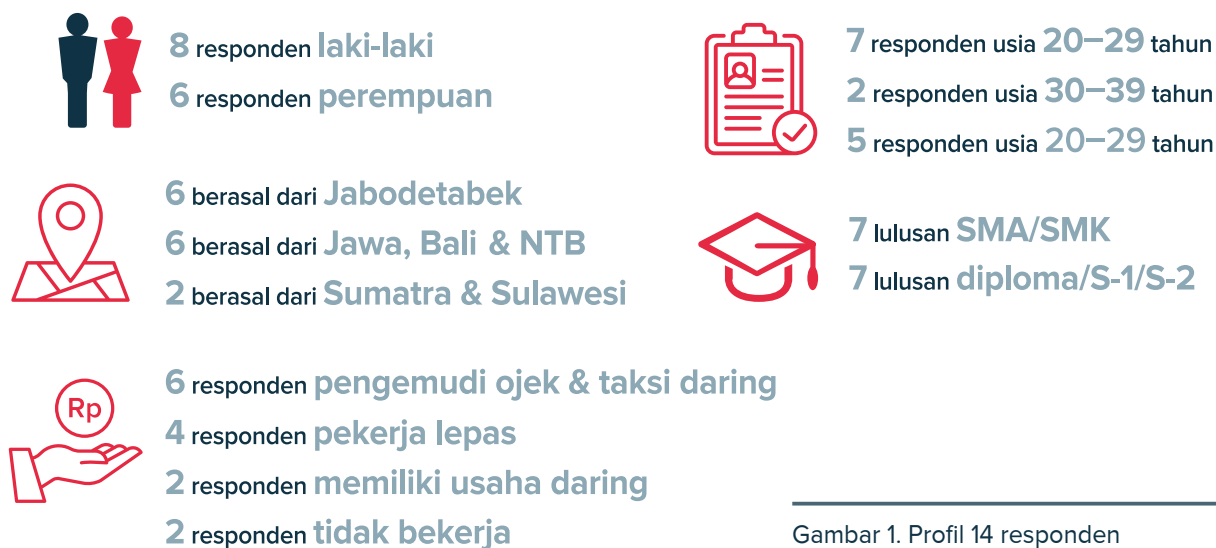 8 responden laki-laki
6 responden perempuan
7 responden usia 20–29 tahun
2 responden usia 30–39 tahun
5 responden usia 20–29 tahun
6 berasal dari Jabodetabek
6 berasal dari Jawa, Bali & NTB
2 berasal dari Sumatra & Sulawesi
7 lulusan SMA/SMK
7 lulusan diploma/S-1/S-2
Rp
6 responden pengemudi ojek & taksi daring
4 responden pekerja lepas
2 responden memiliki usaha daring
2 responden tidak bekerja
Gambar 1. Profil 14 responden